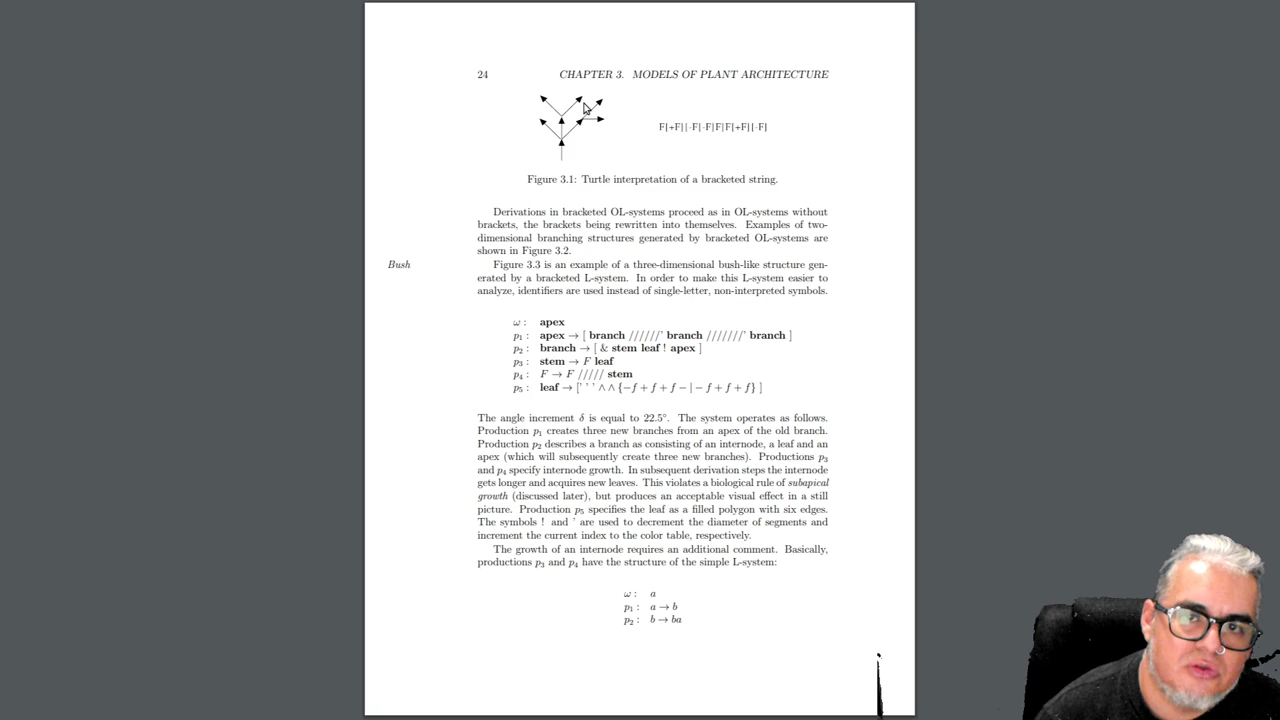 24 CHAPTER 3. MODELS OF PLANT ARCHITECTURE
F[+F][-F[-F]F]F[+F][-F]
Figure 3.1: Turtle interpretation of a bracketed string.
Derivations in bracketed OL-systems proceed as in OL-systems without
brackets, the brackets being rewritten into themselves. Examples of two-
dimensional branching structures generated by bracketed OL-systems are
shown in Figure 3.2.
Bush Figure 3.3 is an example of a three-dimensional bush-like structure gen-
erated by a bracketed L-system. In order to make this L-system easier to
analyze, identifiers are used instead of single-letter, non-interpreted symbols.
ω : apex
p₁ : apex → [ branch //////’ branch ///////’ branch ]
p₂ : branch → [ & stem leaf ! apex ]
p₃ : stem → F leaf
p₄ : F → F ///// stem
p₅ : leaf → [’ ’ ’ ∧ ∧ {−f + f + f − | − f + f + f} ]
The angle increment δ is equal to 22.5°. The system operates as follows.
Production p₁ creates three new branches from an apex of the old branch.
Production p₂ describes a branch as consisting of an internode, a leaf and an
apex (which will subsequently create three new branches). Productions p₃
and p₄ specify internode growth. In subsequent derivation steps the internode
gets longer and acquires new leaves. This violates a biological rule of subapical
growth (discussed later), but produces an acceptable visual effect in a still
picture. Production p₅ specifies the leaf as a filled polygon with six edges.
The symbols ! and ’ are used to decrement the diameter of segments and
increment the current index to the color table, respectively.
The growth of an internode requires an additional comment. Basically,
productions p₃ and p₄ have the structure of the simple L-system:
ω : a
p₁ : a → b
p₂ : b → ba